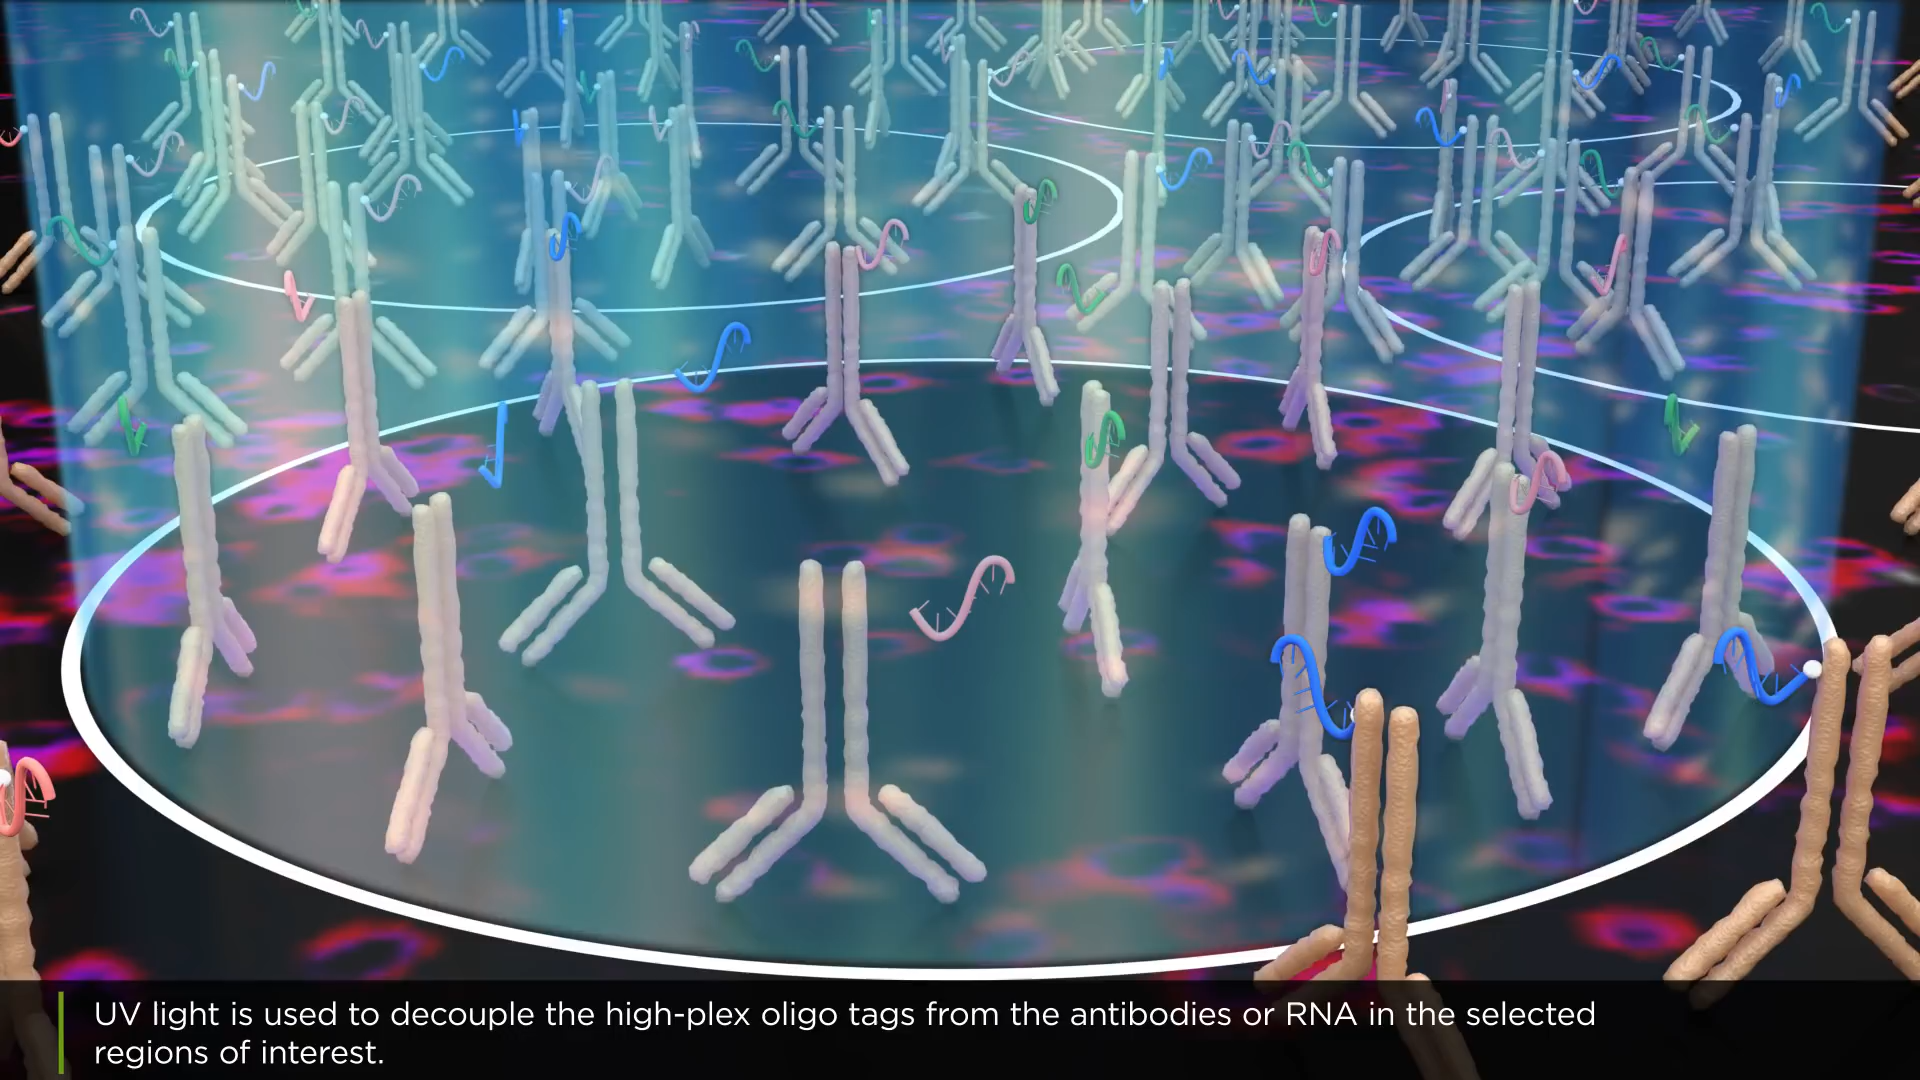 UV light is used to decouple the high-plex oligo tags from the antibodies or RNA in the selected
regions of interest.